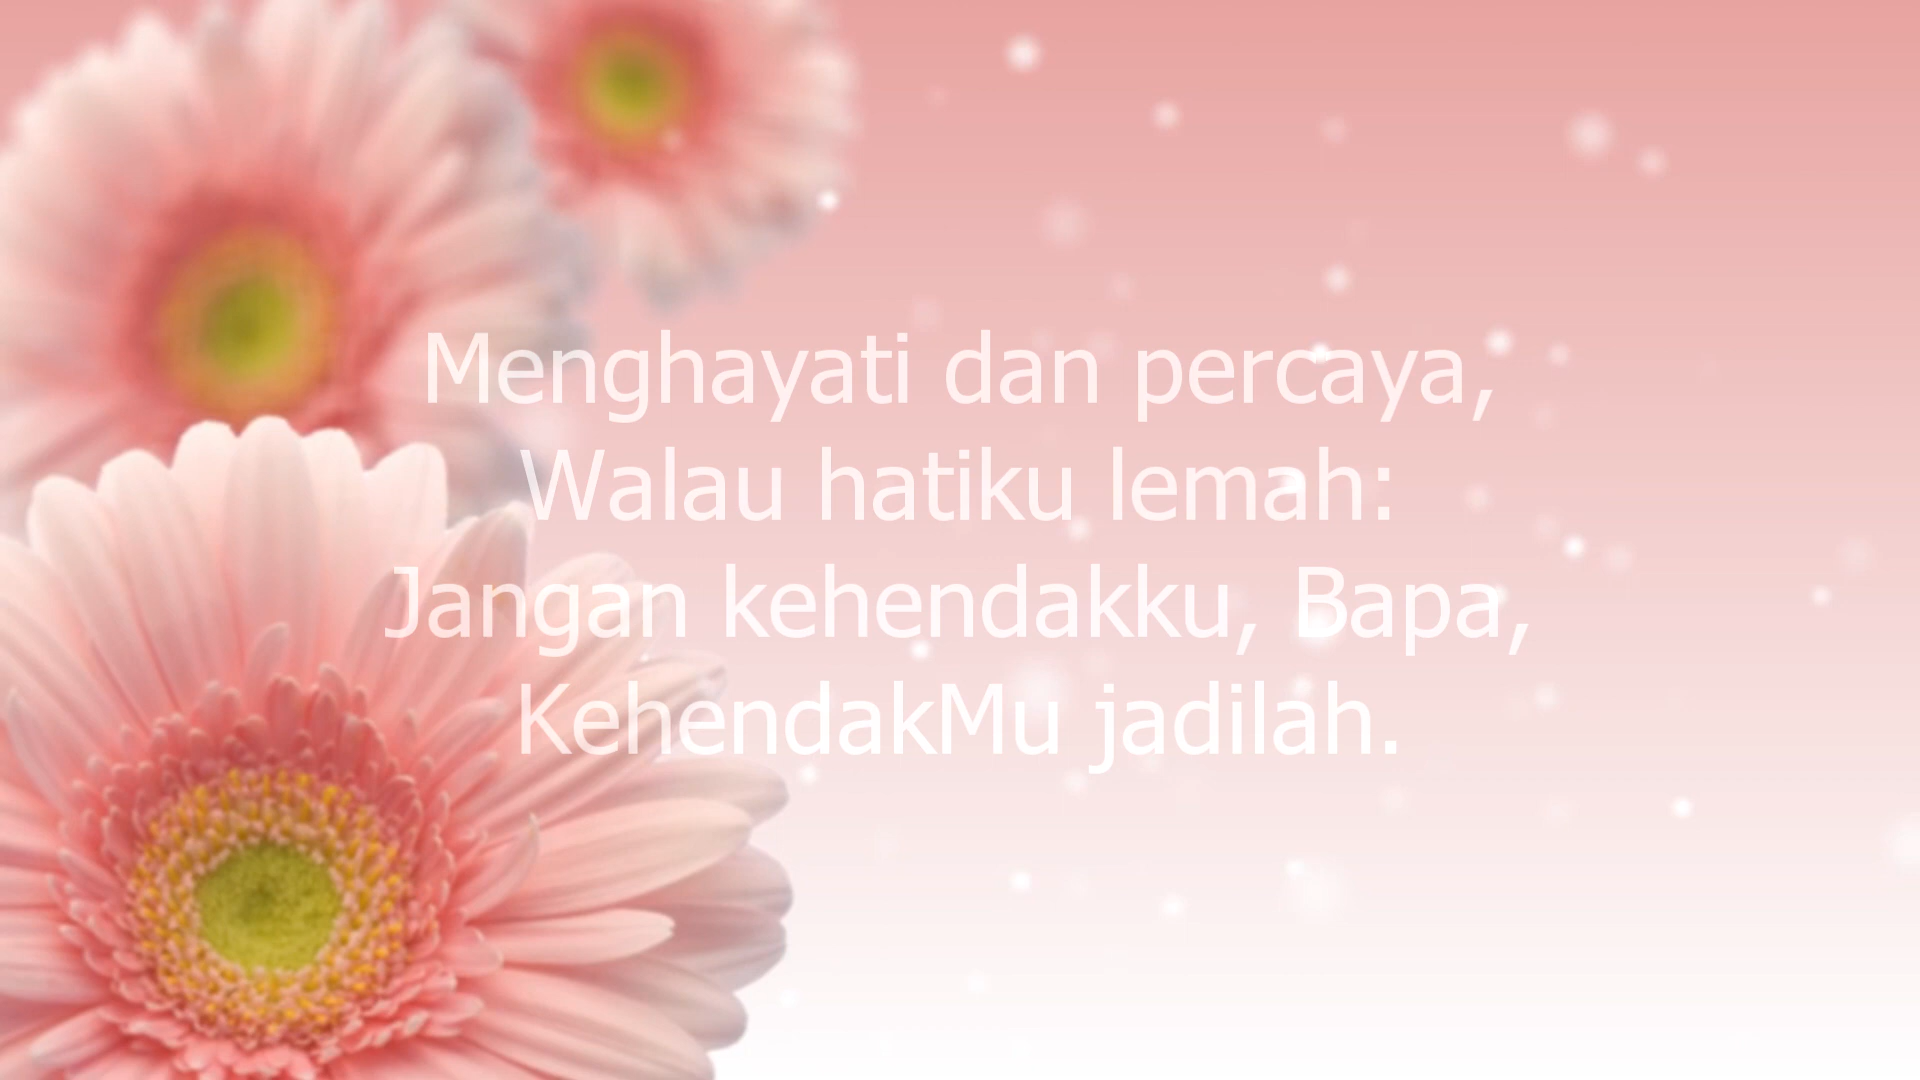 Menghayati dan percaya,
Walau hatiku lemah:
Jangan kehendakku, Bapa,
KehendakMu jadilah.